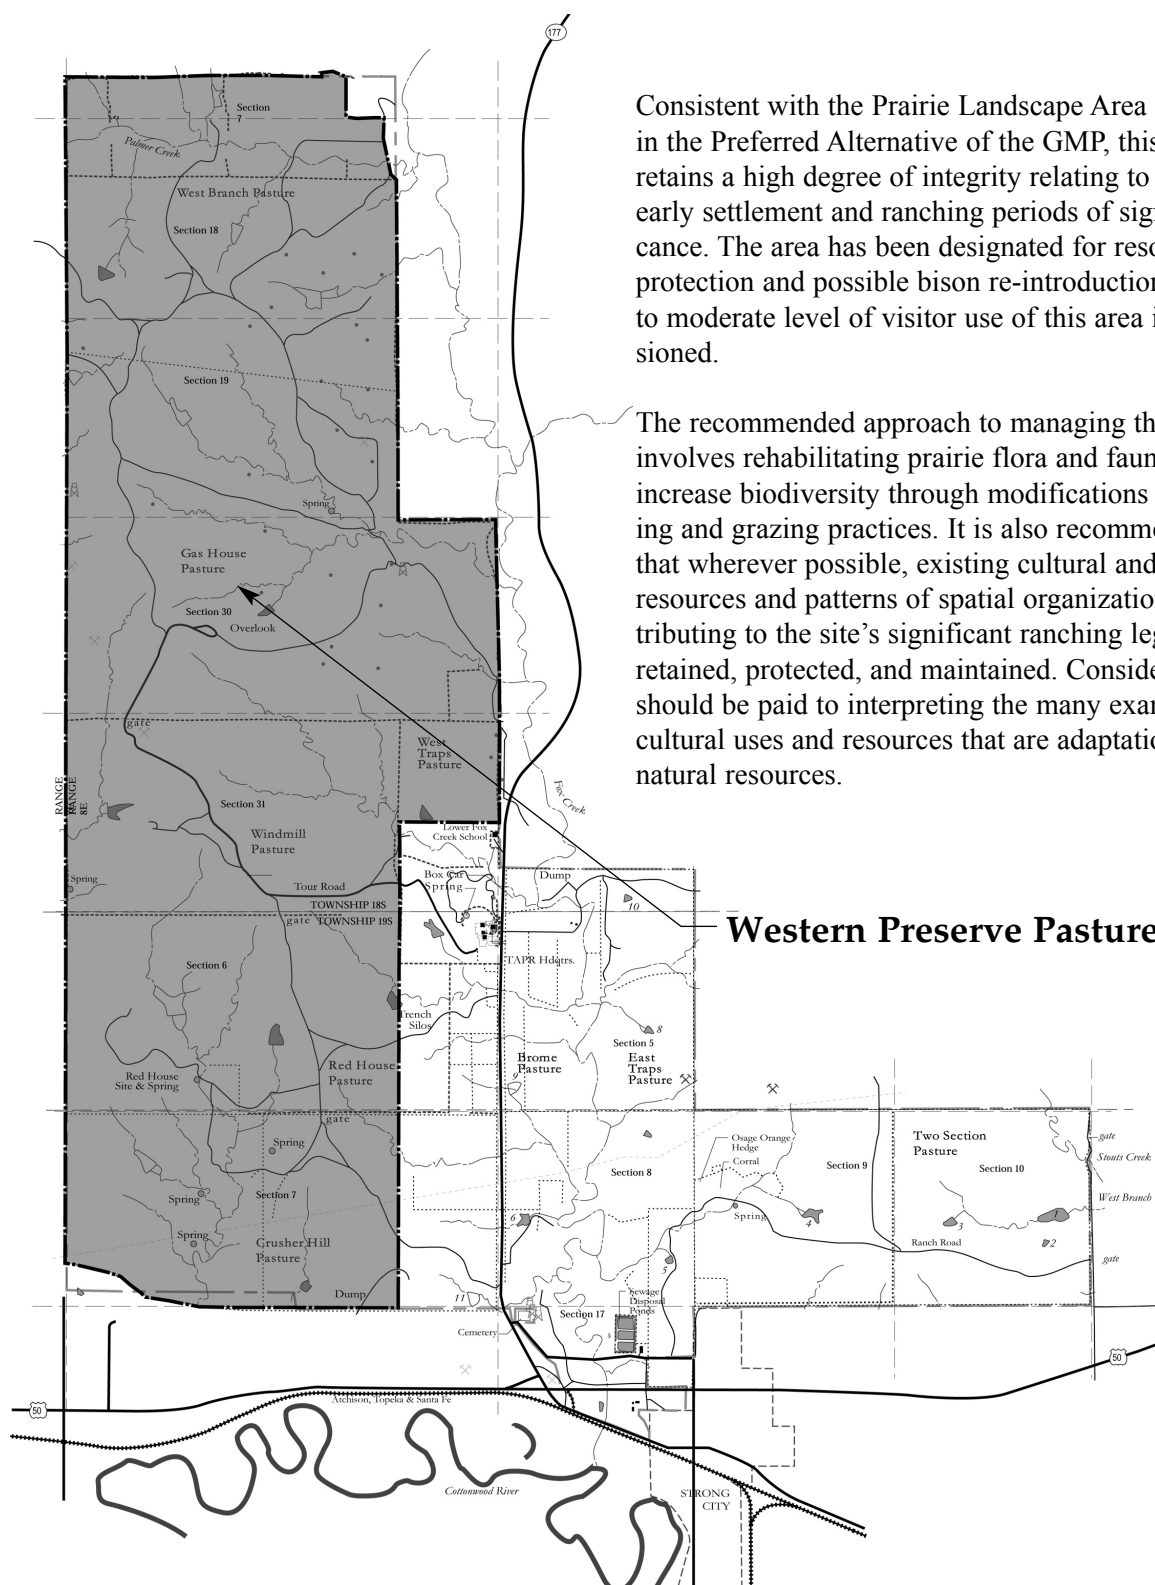 177
Consistent with the Prairie Landscape Area
in the Preferred Alternative of the GMP, this
retains a high degree of integrity relating to
early settlement and ranching periods of sig
cance. The area has been designated for reso
protection and possible bison re-introduction
to moderate level of visitor use of this area i
sioned.
The recommended approach to managing th
involves rehabilitating prairie flora and faun
increase biodiversity through modifications
ing and grazing practices. It is also recomme
that wherever possible, existing cultural and
resources and patterns of spatial organization
tributing to the site's significant ranching leg
retained, protected, and maintained. Conside
should be paid to interpreting the many exam
cultural uses and resources that are adaptatio
natural resources.
Section
7
Palmer Creek
West Branch Pasture
Section 18
Section 19
Spring
Gas House
Pasture
Section 30
Overlook
gate
West
Traps
Pasture
RANGE
RANGE
8E
Section 31
Windmill
Pasture
Fox Creek
Lower Fox
Creek School
Spring
Tour Road
Box Car
Spring
Dump
10
TOWNSHIP 18S
gate
TOWNSHIP 19S
Western Preserve Pasture
TAPR Hdqtrs.
Section 6
Trench
Silos
8
Section 5
Red House
Site & Spring
Red House
Pasture
Brome
Pasture
East
Traps
Pasture
9
gate
Spring
Osage Orange
Hedge
Corral
Two Section
Pasture
Section 9
Section 10
gate
Stouts Creek
Section 8
Spring
Section 7
West Branch
Spring
6
Spring
4
3
1
2
Crusher Hill
Pasture
Ranch Road
gate
5
Dump
11
Sewage
Disposal
Ponds
Section 17
Cemetery
50
Atchison, Topeka & Santa Fe
50
Cottonwood River
STRONG
CITY